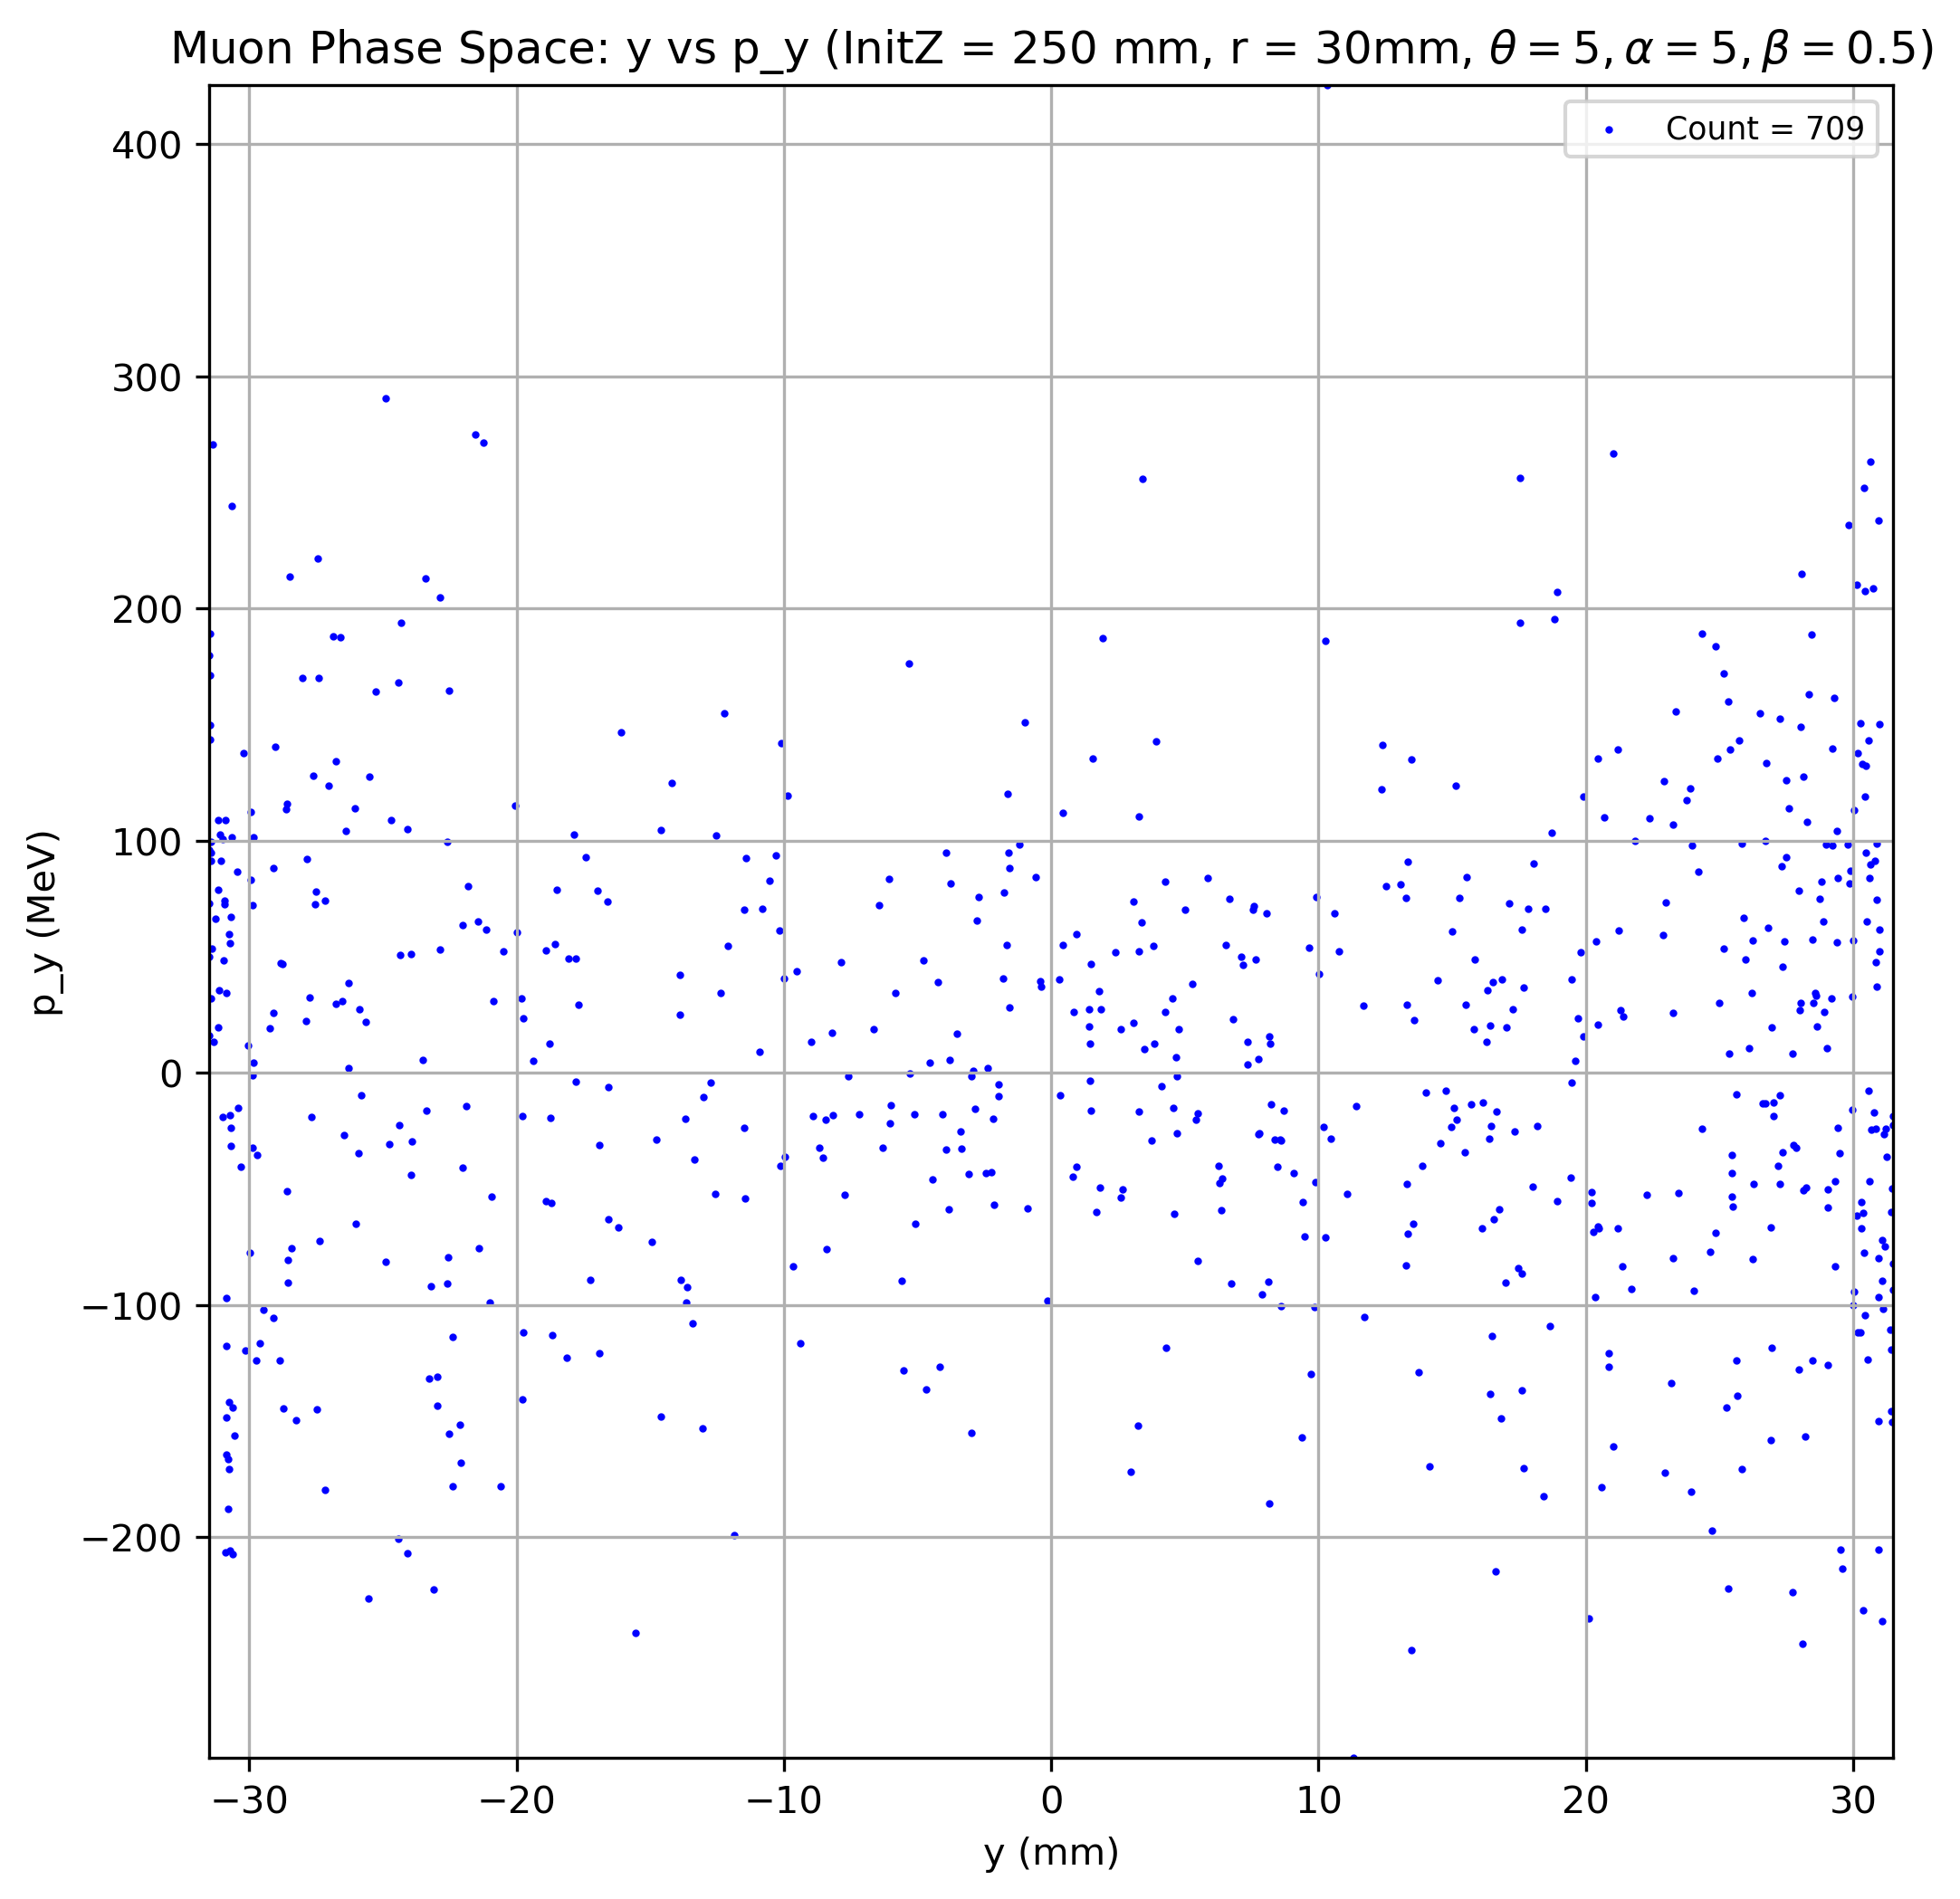 Muon Phase Space: y vs p_y (InitZ = 250 mm, r = 30mm, θ = 5, α = 5, β = 0.5)
Count = 709
400
300
200
100
0
−100
−200
p_y (MeV)
−30 −20 −10 0 10 20 30
y (mm)